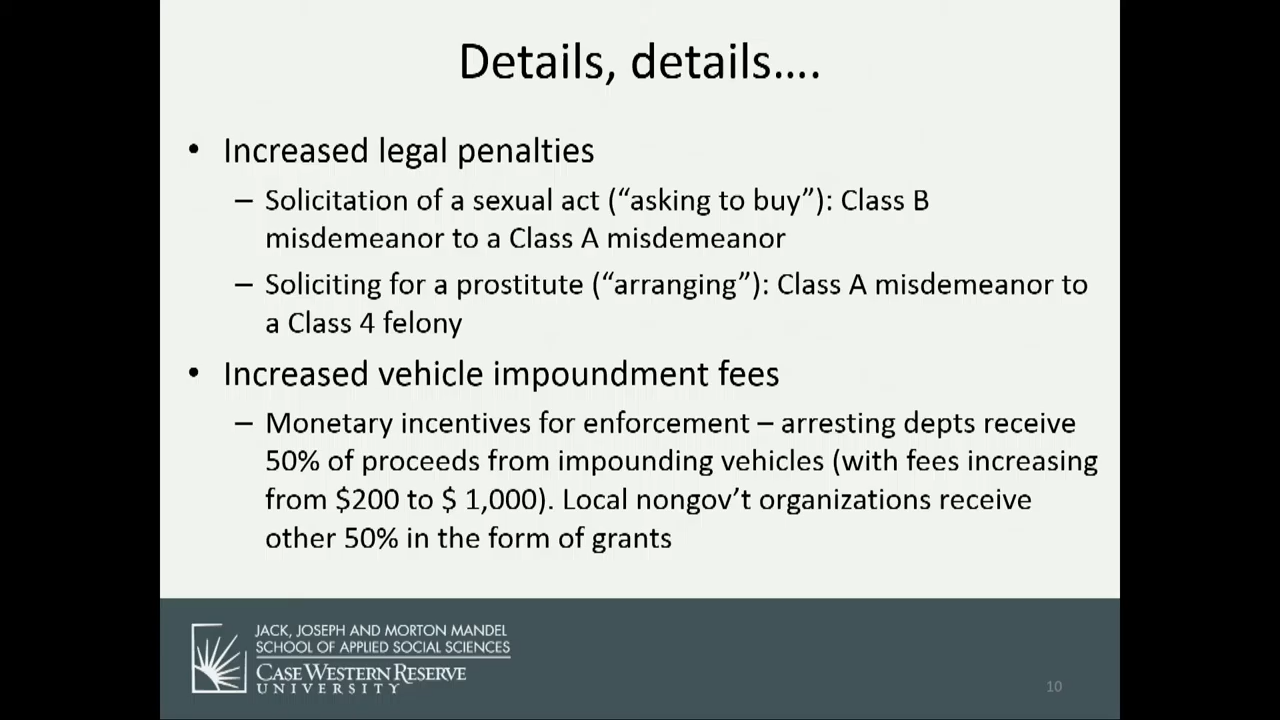 Details, details….
• Increased legal penalties
– Solicitation of a sexual act (“asking to buy”): Class B
misdemeanor to a Class A misdemeanor
– Soliciting for a prostitute (“arranging”): Class A misdemeanor to
a Class 4 felony
• Increased vehicle impoundment fees
– Monetary incentives for enforcement – arresting depts receive
50% of proceeds from impounding vehicles (with fees increasing
from $200 to $ 1,000). Local nongov’t organizations receive
other 50% in the form of grants
JACK, JOSEPH AND MORTON MANDEL
SCHOOL OF APPLIED SOCIAL SCIENCES
CASE WESTERN RESERVE
UNIVERSITY
10